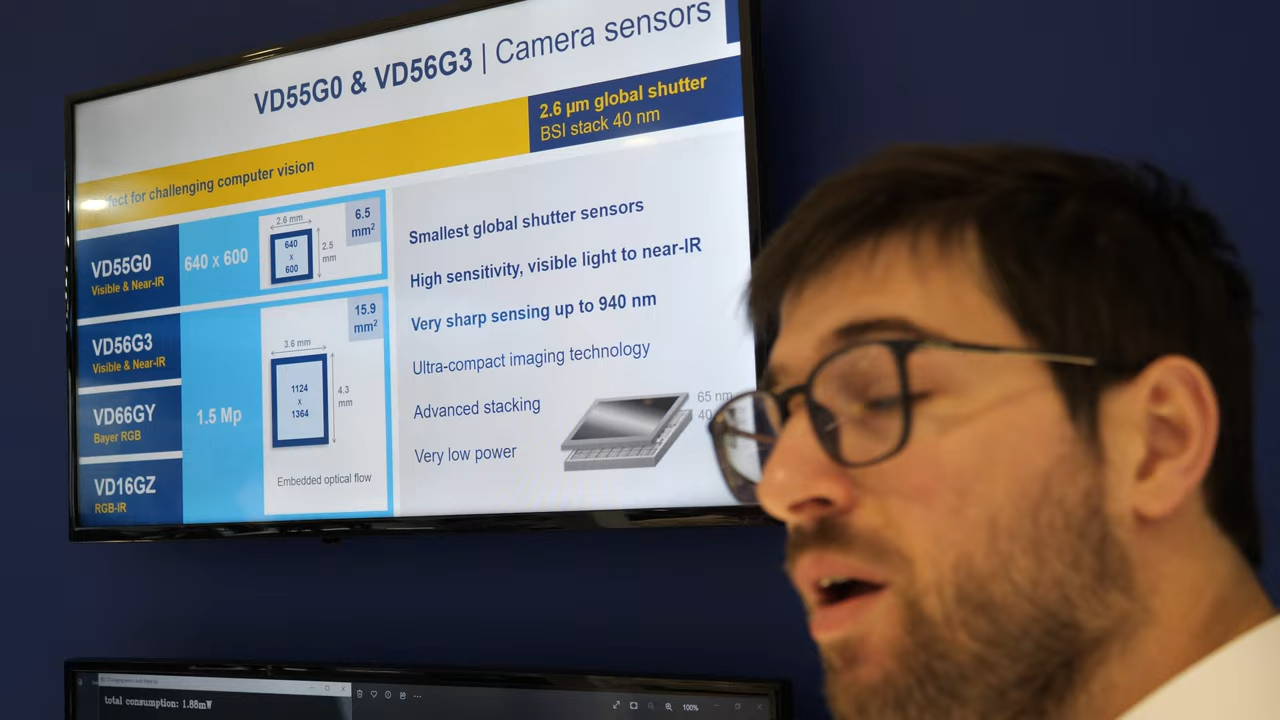 VD55G0 & VD56G3 | Camera sensors
2.6 µm global shutter
BSI stack 40 nm
for challenging computer vision
VD55G0
Visible & Near-IR
640 x 600
2.6 mm
640
x
600
2.5
mm
6.5
mm²
VD56G3
Visible & Near-IR
VD66GY
Bayer RGB
VD16GZ
RGB-IR
1.5 Mp
3.6 mm
1124
x
1364
4.3
mm
15.9
mm²
Embedded optical flow
Smallest global shutter sensors
High sensitivity, visible light to near-IR
Very sharp sensing up to 940 nm
Ultra-compact imaging technology
Advanced stacking
Very low power
65 nm
40
total consumption: 1.88mW
100%